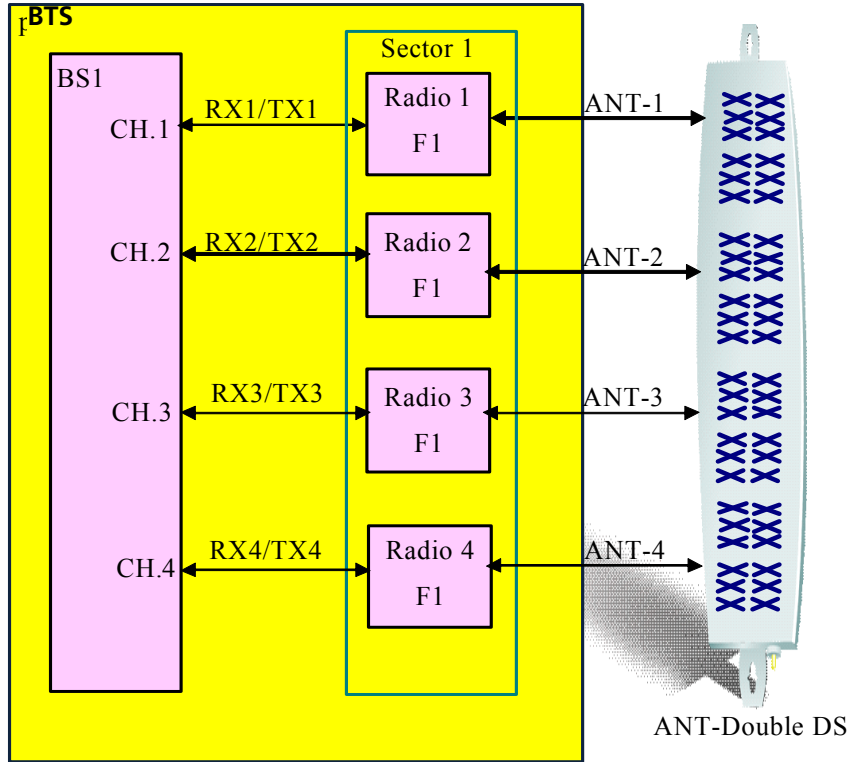 BTS
Sector 1
BS1
CH.1
RX1/TX1
Radio 1
F1
ANT-1
CH.2
RX2/TX2
Radio 2
F1
ANT-2
CH.3
RX3/TX3
Radio 3
F1
ANT-3
CH.4
RX4/TX4
Radio 4
F1
ANT-4
ANT-Double DS